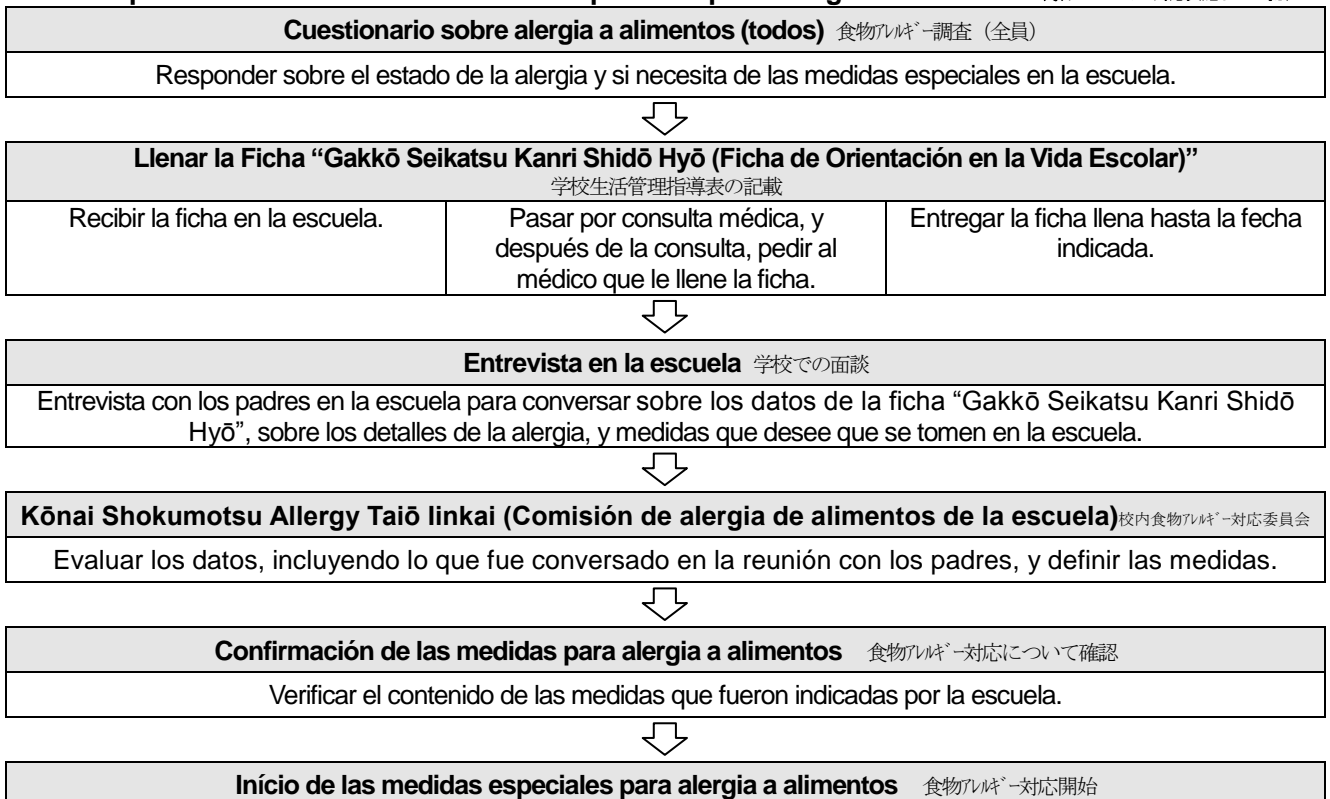 Cuestionario sobre alergia a alimentos (todos) 食物ｱﾚﾙｷﾞｰ調査（全員）
Responder sobre el estado de la alergia y si necesita de las medidas especiales en la escuela.
Llenar la Ficha “Gakkō Seikatsu Kanri Shidō Hyō (Ficha de Orientación en la Vida Escolar)”
学校生活管理指導表の記載
Recibir la ficha en la escuela.
Pasar por consulta médica, y
después de la consulta, pedir al
médico que le llene la ficha.
Entregar la ficha llena hasta la fecha
indicada.
Entrevista en la escuela 学校での面談
Entrevista con los padres en la escuela para conversar sobre los datos de la ficha “Gakkō Seikatsu Kanri Shidō
Hyō”, sobre los detalles de la alergia, y medidas que desee que se tomen en la escuela.
Kōnai Shokumotsu Allergy Taiō Iinkai (Comisión de alergia de alimentos de la escuela)校内食物ｱﾚﾙｷﾞｰ対応委員会
Evaluar los datos, incluyendo lo que fue conversado en la reunión con los padres, y definir las medidas.
Confirmación de las medidas para alergia a alimentos 食物ｱﾚﾙｷﾞｰ対応について確認
Verificar el contenido de las medidas que fueron indicadas por la escuela.
Início de las medidas especiales para alergia a alimentos 食物ｱﾚﾙｷﾞｰ対応開始